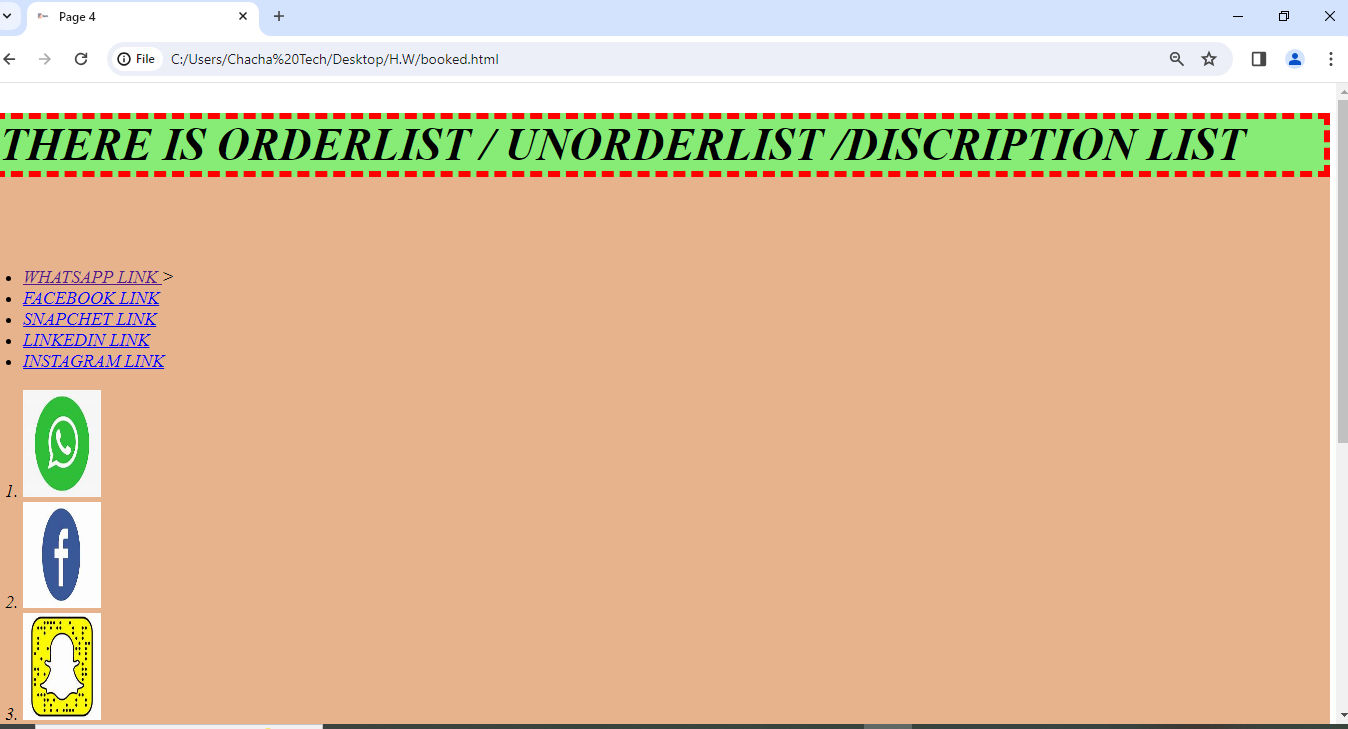 Page 4
File
C:/Users/Chacha%20Tech/Desktop/H.W/booked.html
THERE IS ORDERLIST / UNORDERLIST /DISCRIPTION LIST
WHATSAPP LINK >
FACEBOOK LINK
SNAPCHET LINK
LINKEDIN LINK
INSTAGRAM LINK
1.
2.
3.